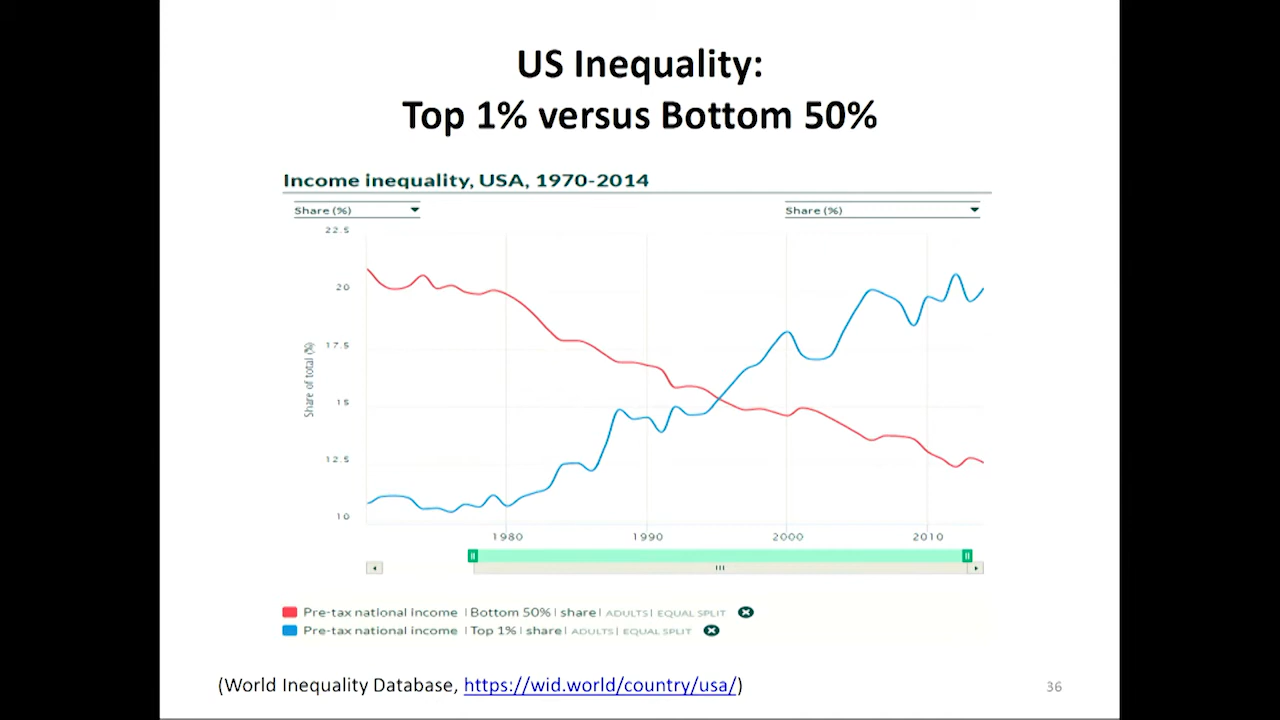 US Inequality:
Top 1% versus Bottom 50%
Income inequality, USA, 1970-2014
Share (%)
Share (%)
22.5
20
17.5
15
12.5
10
Share of total (%)
1980 1990 2000 2010
Pre-tax national income | Bottom 50% | share | ADULTS | EQUAL SPLIT
Pre-tax national income | Top 1% | share | ADULTS | EQUAL SPLIT
(World Inequality Database, https://wid.world/country/usa/)
36